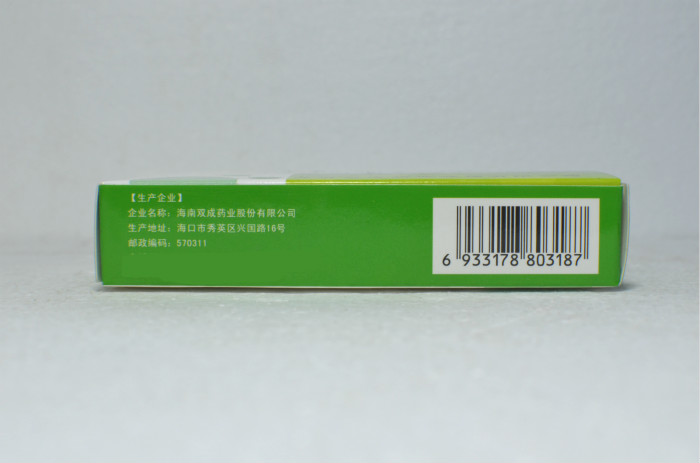 【生产企业】
企业名称：海南双成药业股份有限公司
生产地址：海口市秀英区兴国路16号
邮政编码：570311
6 933178 803187